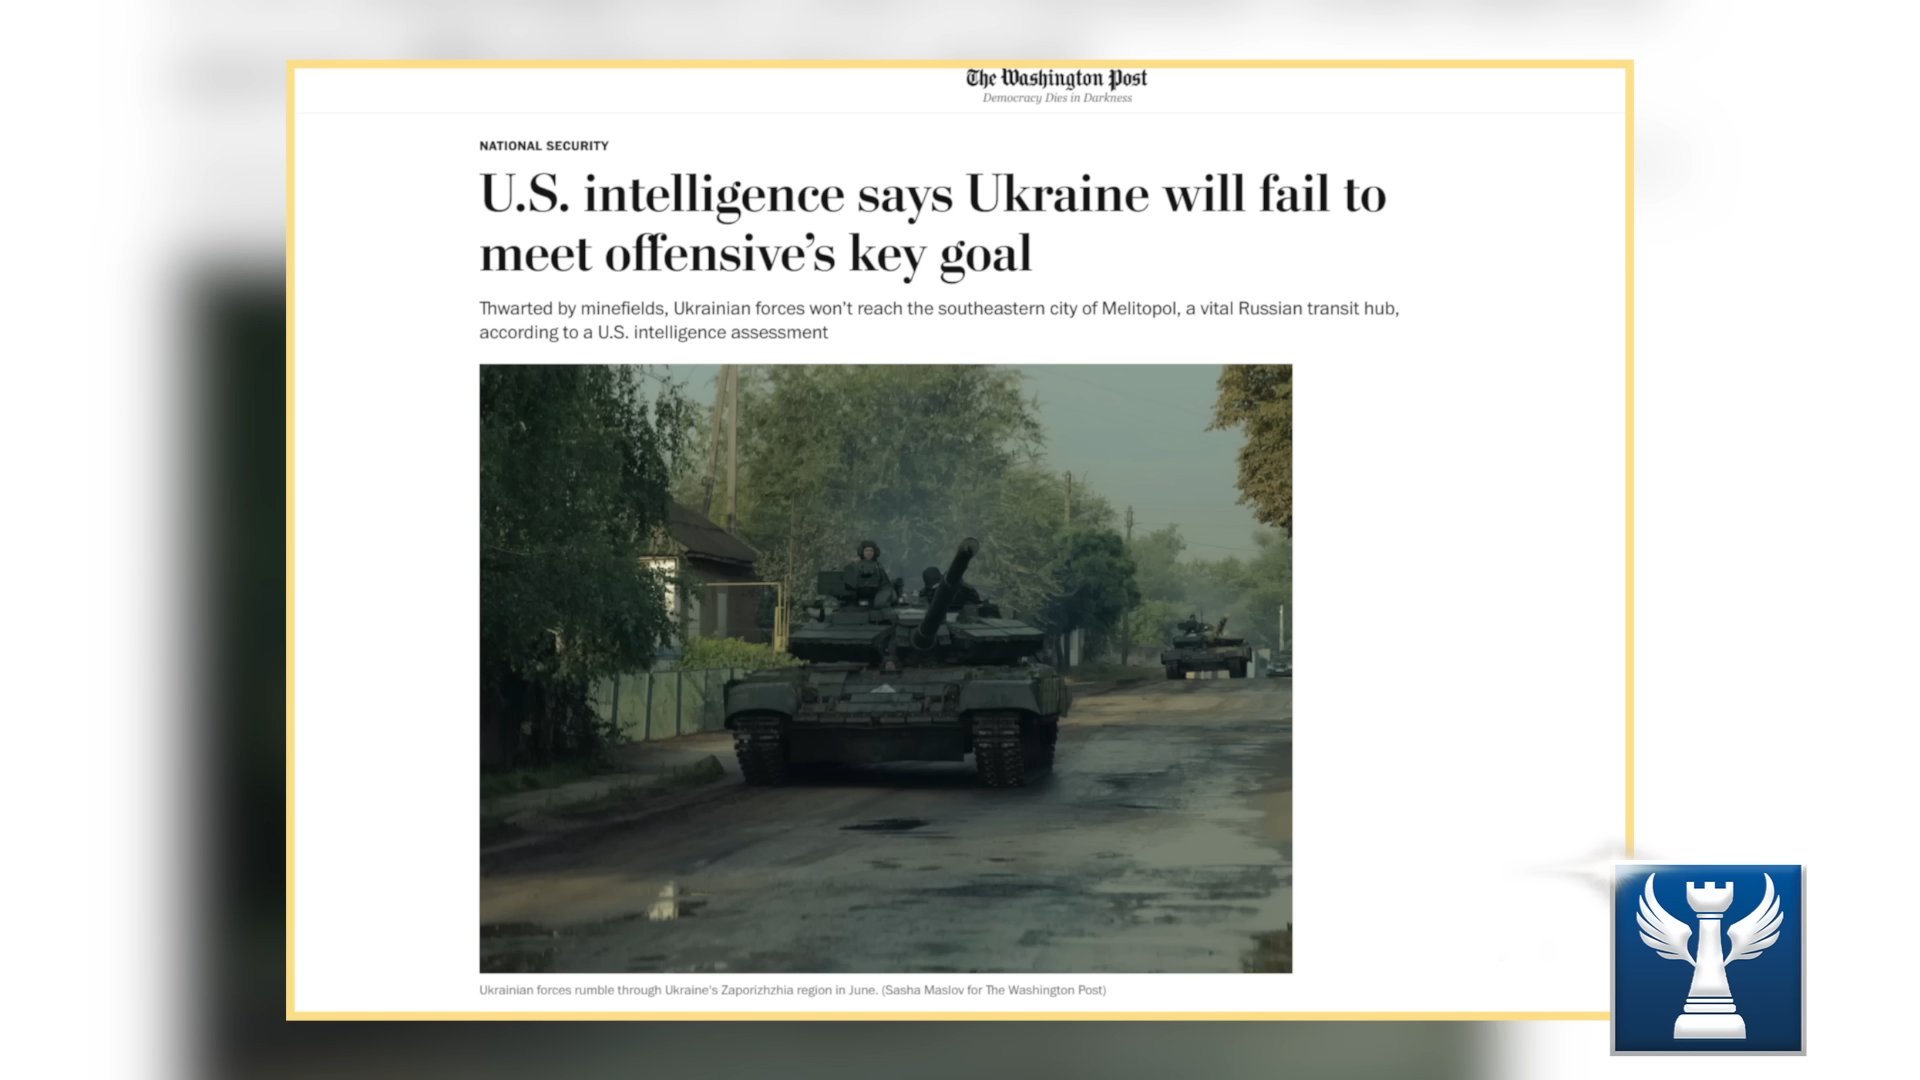 The Washington Post
Democracy Dies in Darkness
NATIONAL SECURITY
U.S. intelligence says Ukraine will fail to
meet offensive’s key goal
Thwarted by minefields, Ukrainian forces won't reach the southeastern city of Melitopol, a vital Russian transit hub,
according to a U.S. intelligence assessment
Ukrainian forces rumble through Ukraine's Zaporizhzhia region in June. (Sasha Maslov for The Washington Post)